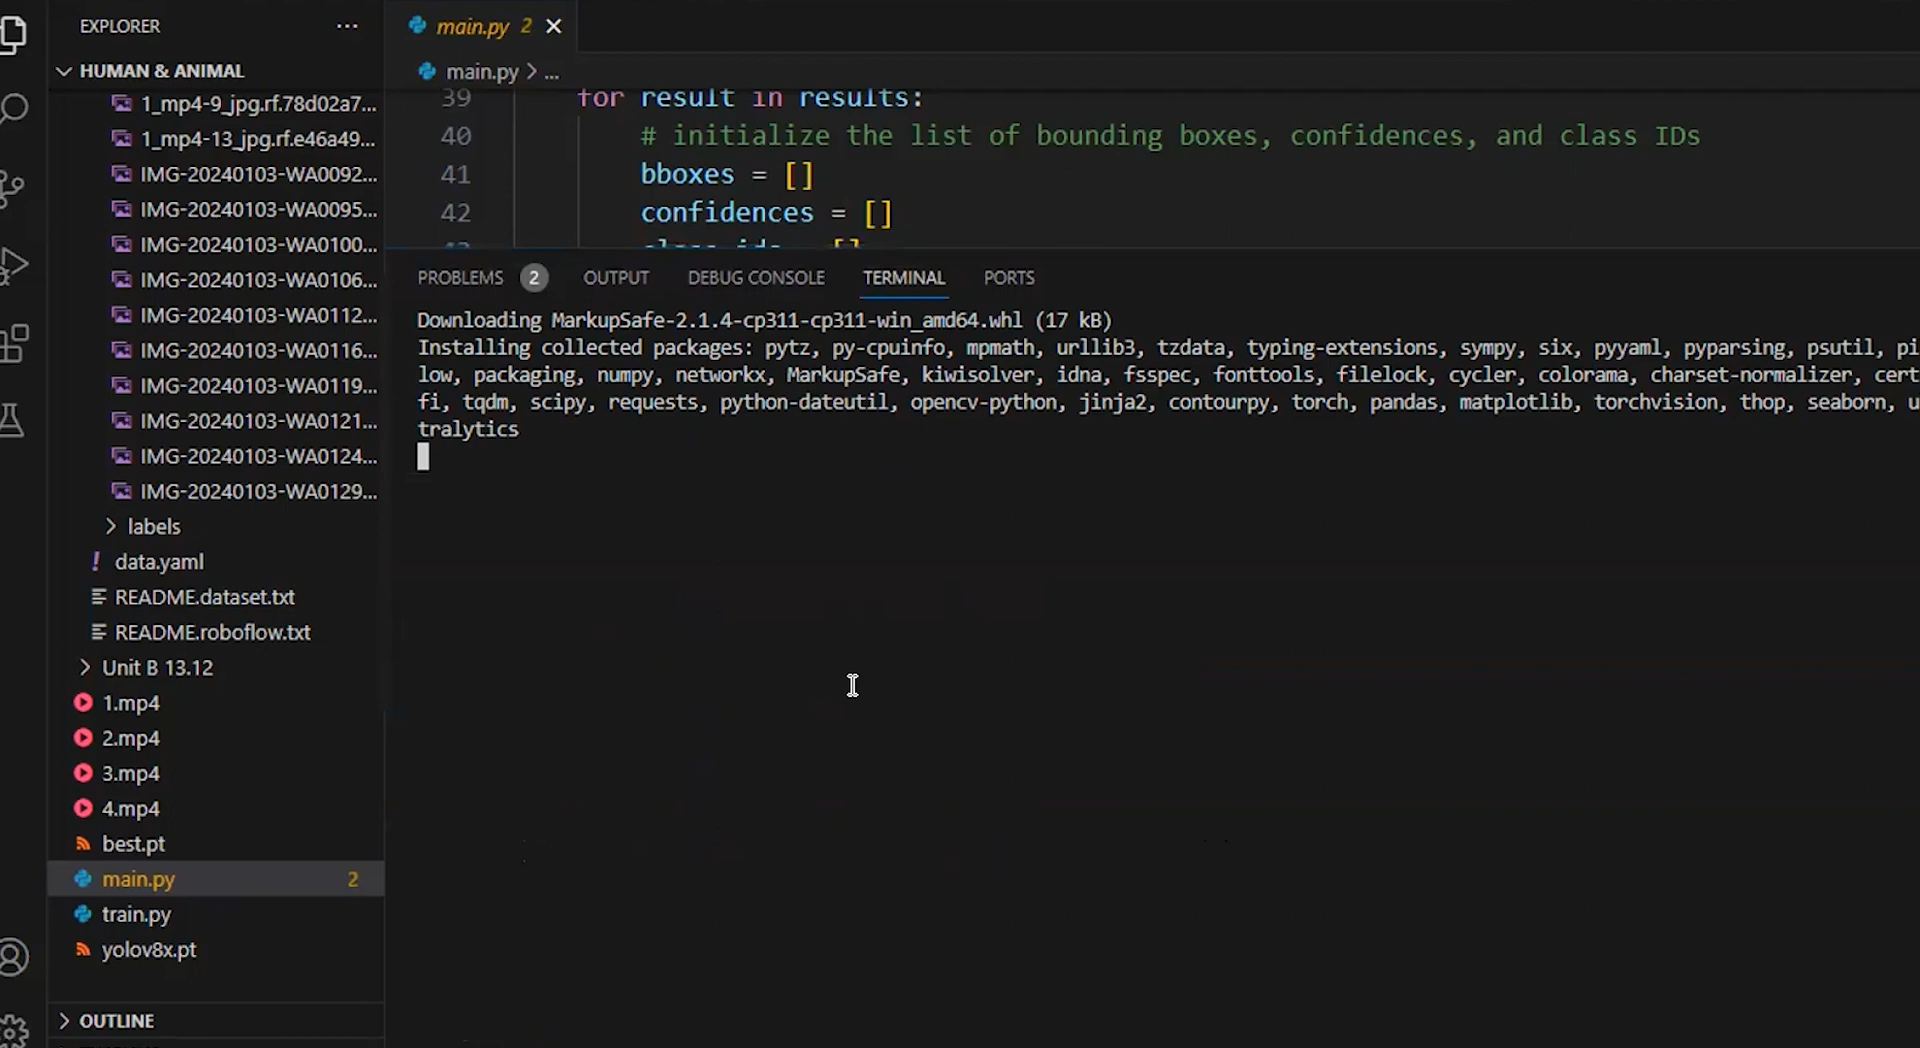 EXPLORER
HUMAN & ANIMAL
1_mp4-9_jpg.rf.78d02a7...
1_mp4-13_jpg.rf.e46a49...
IMG-20240103-WA0092...
IMG-20240103-WA0095...
IMG-20240103-WA0100...
IMG-20240103-WA0106...
IMG-20240103-WA0112...
IMG-20240103-WA0116...
IMG-20240103-WA0119...
IMG-20240103-WA0121...
IMG-20240103-WA0124...
IMG-20240103-WA0129...
labels
data.yaml
README.dataset.txt
README.roboflow.txt
Unit B 13.12
1.mp4
2.mp4
3.mp4
4.mp4
best.pt
main.py 2
train.py
yolov8x.pt
OUTLINE
main.py 2
main.py > ...
39 for result in results:
40 # initialize the list of bounding boxes, confidences, and class IDs
41 bboxes = []
42 confidences = []
PROBLEMS 2 OUTPUT DEBUG CONSOLE TERMINAL PORTS
Downloading MarkupSafe-2.1.4-cp311-cp311-win_amd64.whl (17 kB)
Installing collected packages: pytz, py-cpuinfo, mpmath, urllib3, tzdata, typing-extensions, sympy, six, pyyaml, pyparsing, psutil, pi
low, packaging, numpy, networkx, MarkupSafe, kiwisolver, idna, fsspec, fonttools, filelock, cycler, colorama, charset-normalizer, cert
fi, tqdm, scipy, requests, python-dateutil, opencv-python, jinja2, contourpy, torch, pandas, matplotlib, torchvision, thop, seaborn, u
tralytics